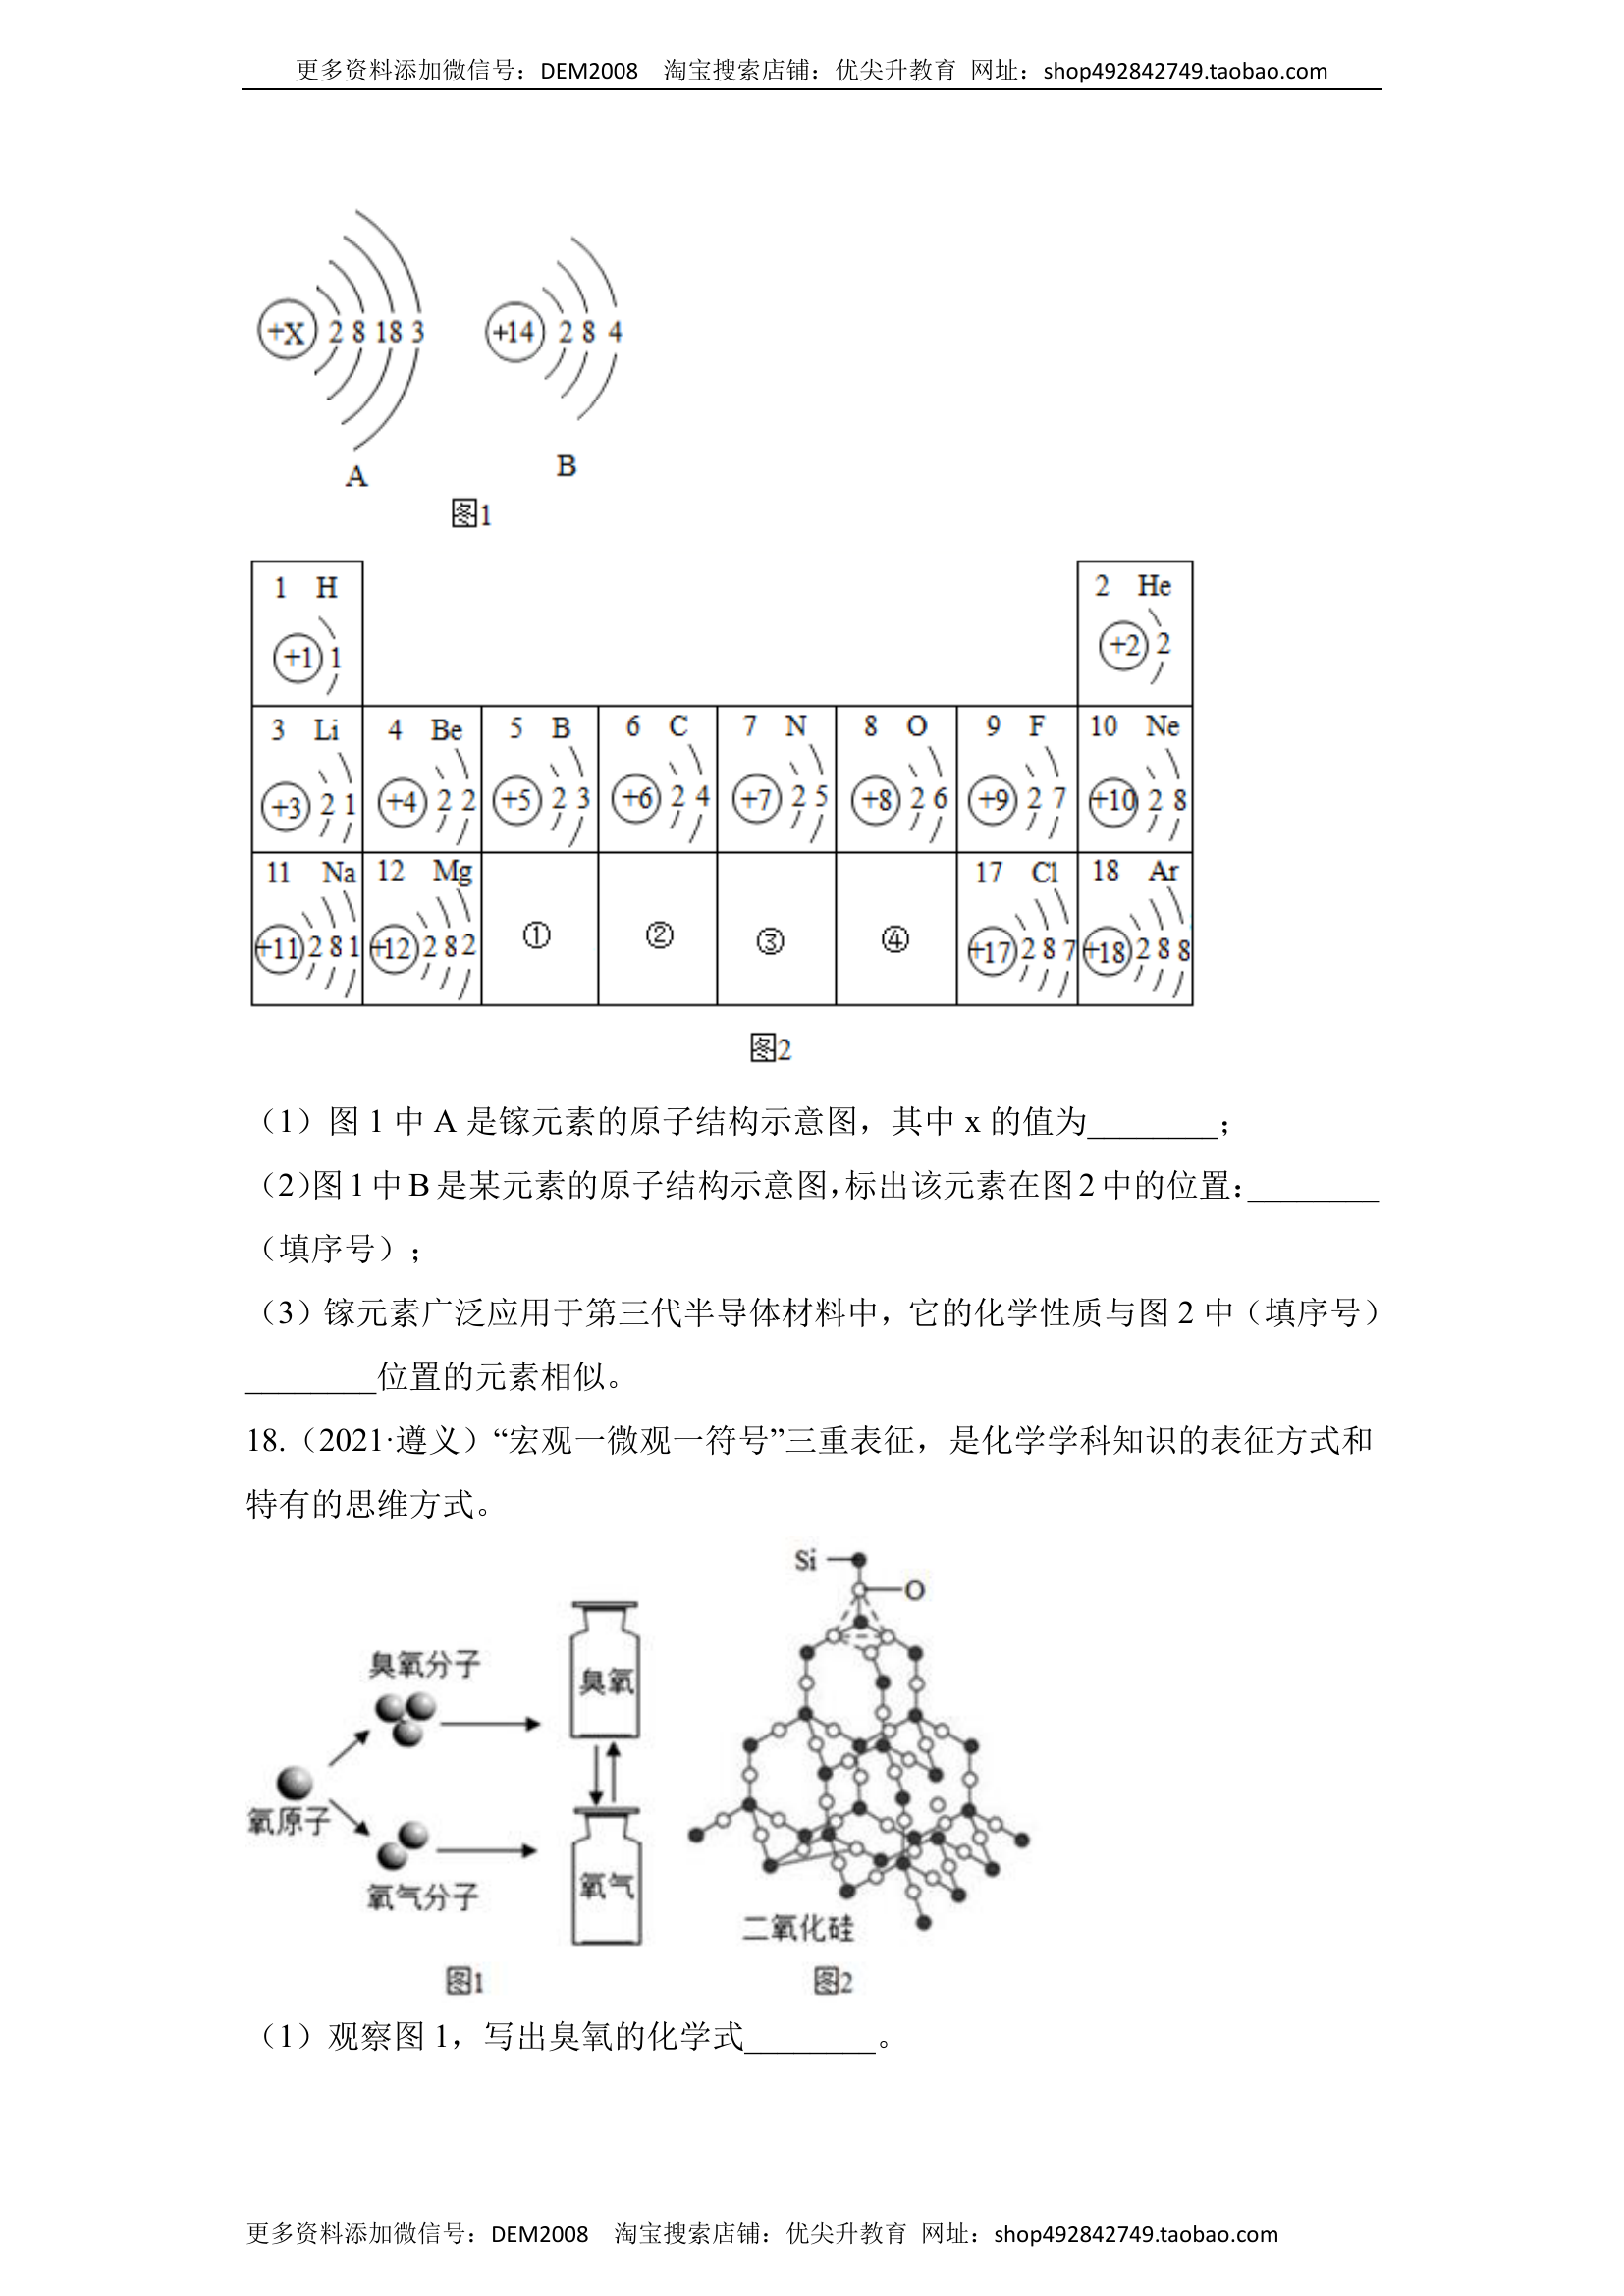 更多资料添加微信号：DEM2008 淘宝搜索店铺：优尖升教育 网址：shop492842749.taobao.com
+X 2 8 18 3 +14 2 8 4
A B
图1
1 H 2 He
+1 1 +2 2
3 Li 4 Be 5 B 6 C 7 N 8 O 9 F 10 Ne
+3 2 1 +4 2 2 +5 2 3 +6 2 4 +7 2 5 +8 2 6 +9 2 7 +10 2 8
11 Na 12 Mg 17 Cl 18 Ar
+11 2 8 1 +12 2 8 2 ① ② ③ ④ +17 2 8 7 +18 2 8 8
图2
（1）图 1 中 A 是镓元素的原子结构示意图，其中 x 的值为________；
（2）图 1 中 B 是某元素的原子结构示意图，标出该元素在图 2 中的位置：________
（填序号）；
（3）镓元素广泛应用于第三代半导体材料中，它的化学性质与图 2 中（填序号）
________位置的元素相似。
18.（2021·遵义）“宏观一微观一符号”三重表征，是化学学科知识的表征方式和
特有的思维方式。
Si
O
臭氧分子
臭氧
氧原子
氧气分子
氧气
二氧化硅
图1 图2
（1）观察图 1，写出臭氧的化学式________。
更多资料添加微信号：DEM2008 淘宝搜索店铺：优尖升教育 网址：shop492842749.taobao.com